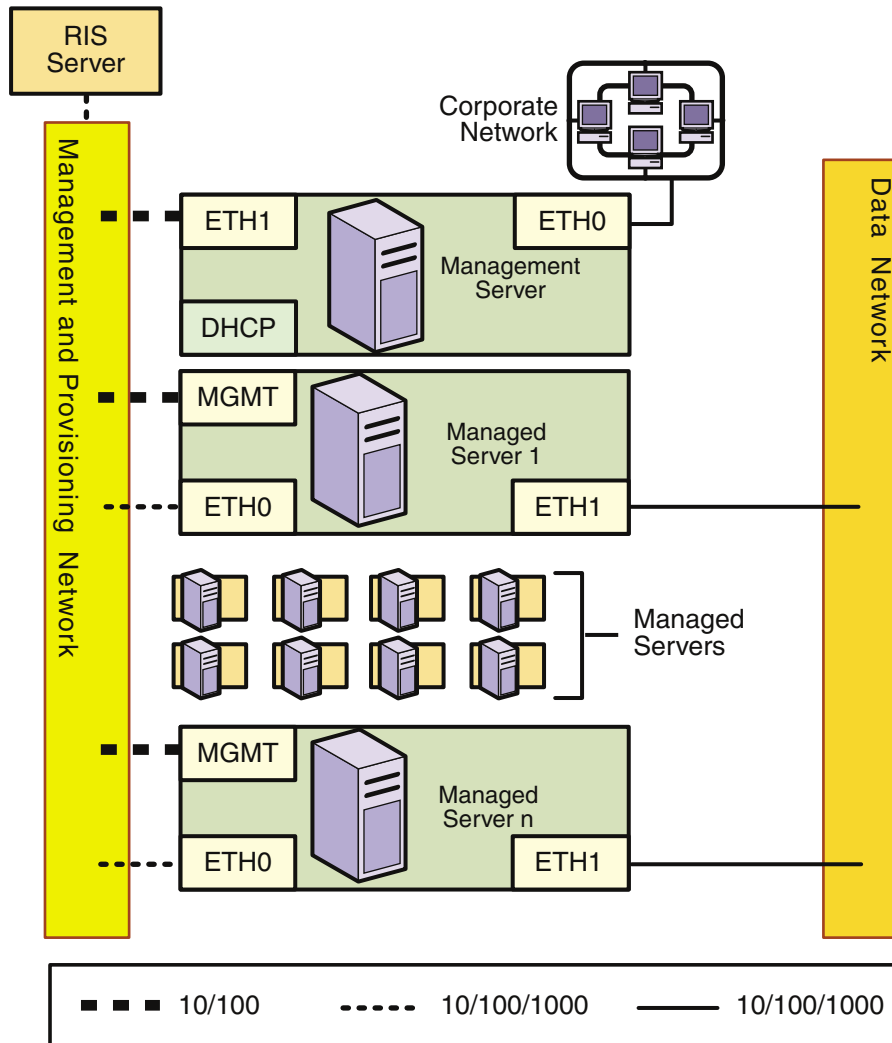 RIS
Server
Corporate
Network
Management and Provisioning Network
Data Network
ETH1
ETH0
Management
Server
DHCP
MGMT
Managed
Server 1
ETH0
ETH1
Managed
Servers
MGMT
Managed
Server n
ETH0
ETH1
10/100
10/100/1000
10/100/1000